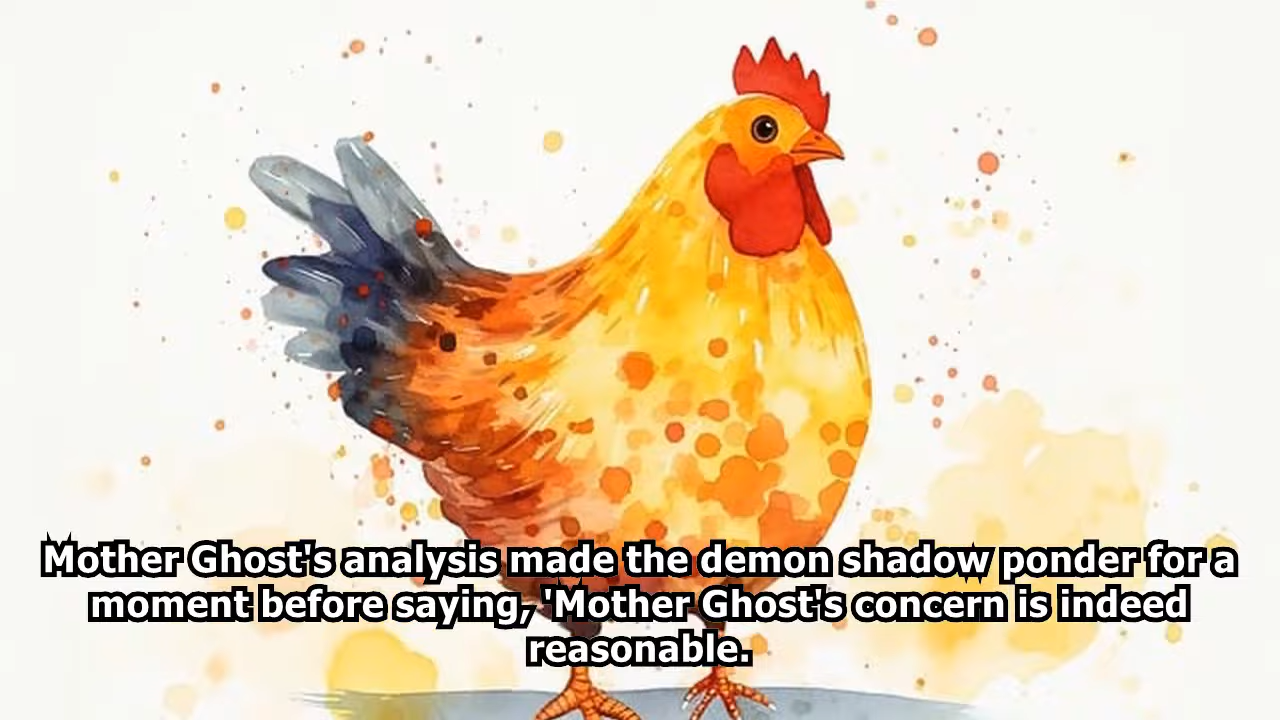 Mother Ghost's analysis made the demon shadow ponder for a
moment before saying, 'Mother Ghost's concern is indeed
reasonable.